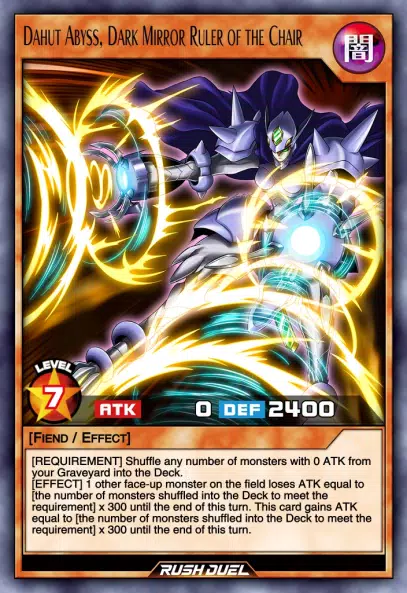 Dahut Abyss, Dark Mirror Ruler of the Chair
闇
LEVEL
7
ATK 0 DEF 2400
[Fiend / Effect]
[REQUIREMENT] Shuffle any number of monsters with 0 ATK from
your Graveyard into the Deck.
[EFFECT] 1 other face-up monster on the field loses ATK equal to
[the number of monsters shuffled into the Deck to meet the
requirement] x 300 until the end of this turn. This card gains ATK
equal to [the number of monsters shuffled into the Deck to meet the
requirement] x 300 until the end of this turn.
RUSH DUEL